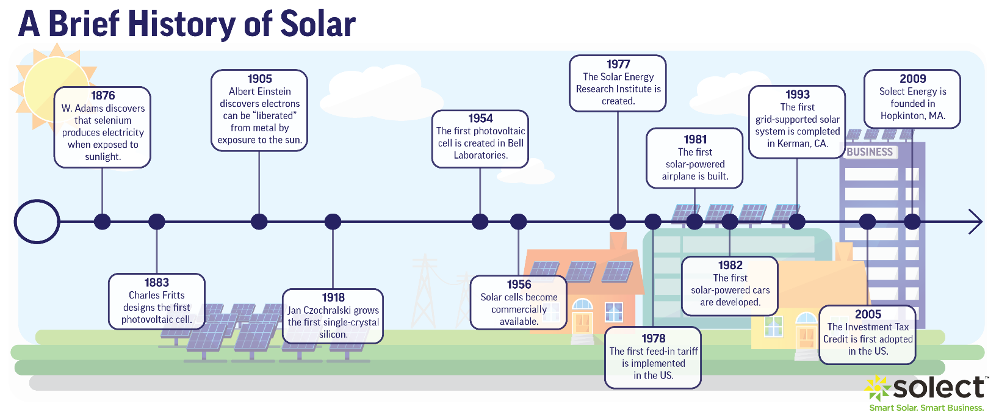 A Brief History of Solar
1876
W. Adams discovers
that selenium
produces electricity
when exposed to
sunlight.
1883
Charles Fritts
designs the first
photovoltaic cell.
1905
Albert Einstein
discovers electrons
can be “liberated”
from metal by
exposure to the sun.
1918
Jan Czochralski grows
the first single-crystal
silicon.
1954
The first photovoltaic
cell is created in Bell
Laboratories.
1956
Solar cells become
commercially
available.
1977
The Solar Energy
Research Institute is
created.
1978
The first feed-in tariff
is implemented
in the US.
1981
The first
solar-powered
airplane is built.
1982
The first
solar-powered cars
are developed.
1993
The first
grid-supported solar
system is completed
in Kerman, CA.
2005
The Investment Tax
Credit is first adopted
in the US.
2009
Solect Energy is
founded in
Hopkinton, MA.
BUSINESS
solect™
Smart Solar. Smart Business.